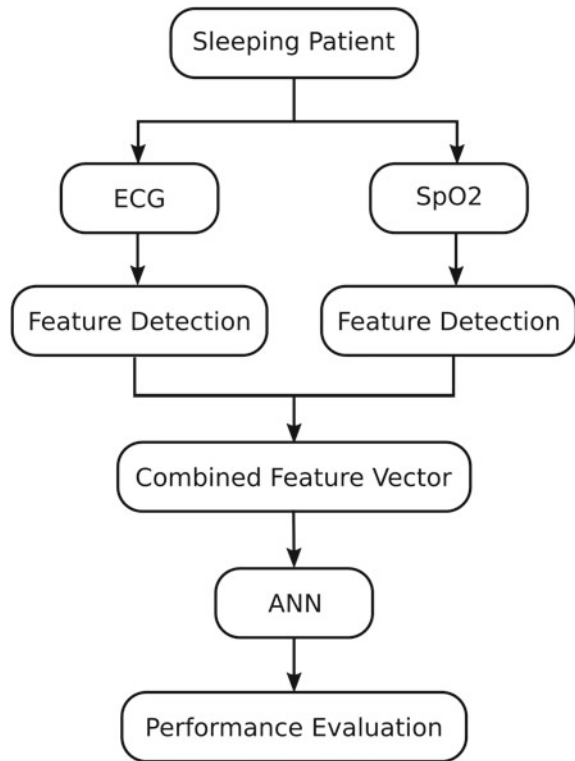 Sleeping Patient
ECG
SpO2
Feature Detection
Feature Detection
Combined Feature Vector
ANN
Performance Evaluation